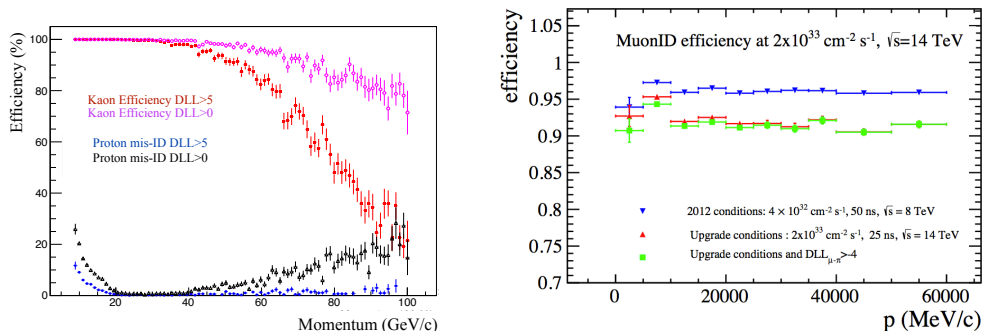 Efficiency (%)
100
80
60
40
20
0
Kaon Efficiency DLL>5
Kaon Efficiency DLL>0
Proton mis-ID DLL>5
Proton mis-ID DLL>0
0
20
40
60
80
100
Momentum (GeV/c)
efficiency
1.05
1
0.95
0.9
0.85
0.8
0.75
0.7
MuonID efficiency at 2x10³³ cm⁻² s⁻¹, √s=14 TeV
2012 conditions: 4 × 10³² cm⁻² s⁻¹, 50 ns, √s = 8 TeV
Upgrade conditions : 2x10³³ cm⁻² s⁻¹, 25 ns, √s = 14 TeV
Upgrade conditions and DLL_μ-π>-4
0
20000
40000
60000
p (MeV/c)